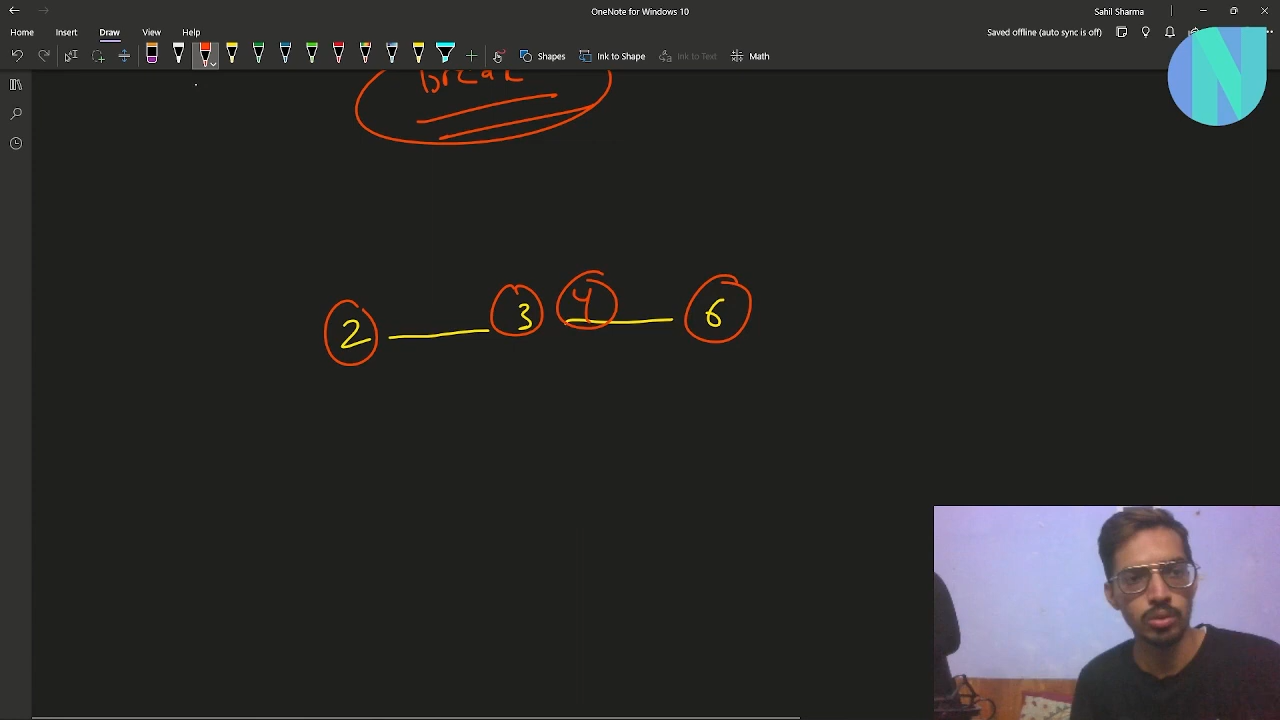 OneNote for Windows 10
Sahil Sharma
Home Insert Draw View Help
Saved offline (auto sync is off)
Shapes Ink to Shape Ink to Text Math
break
2 3 4 6